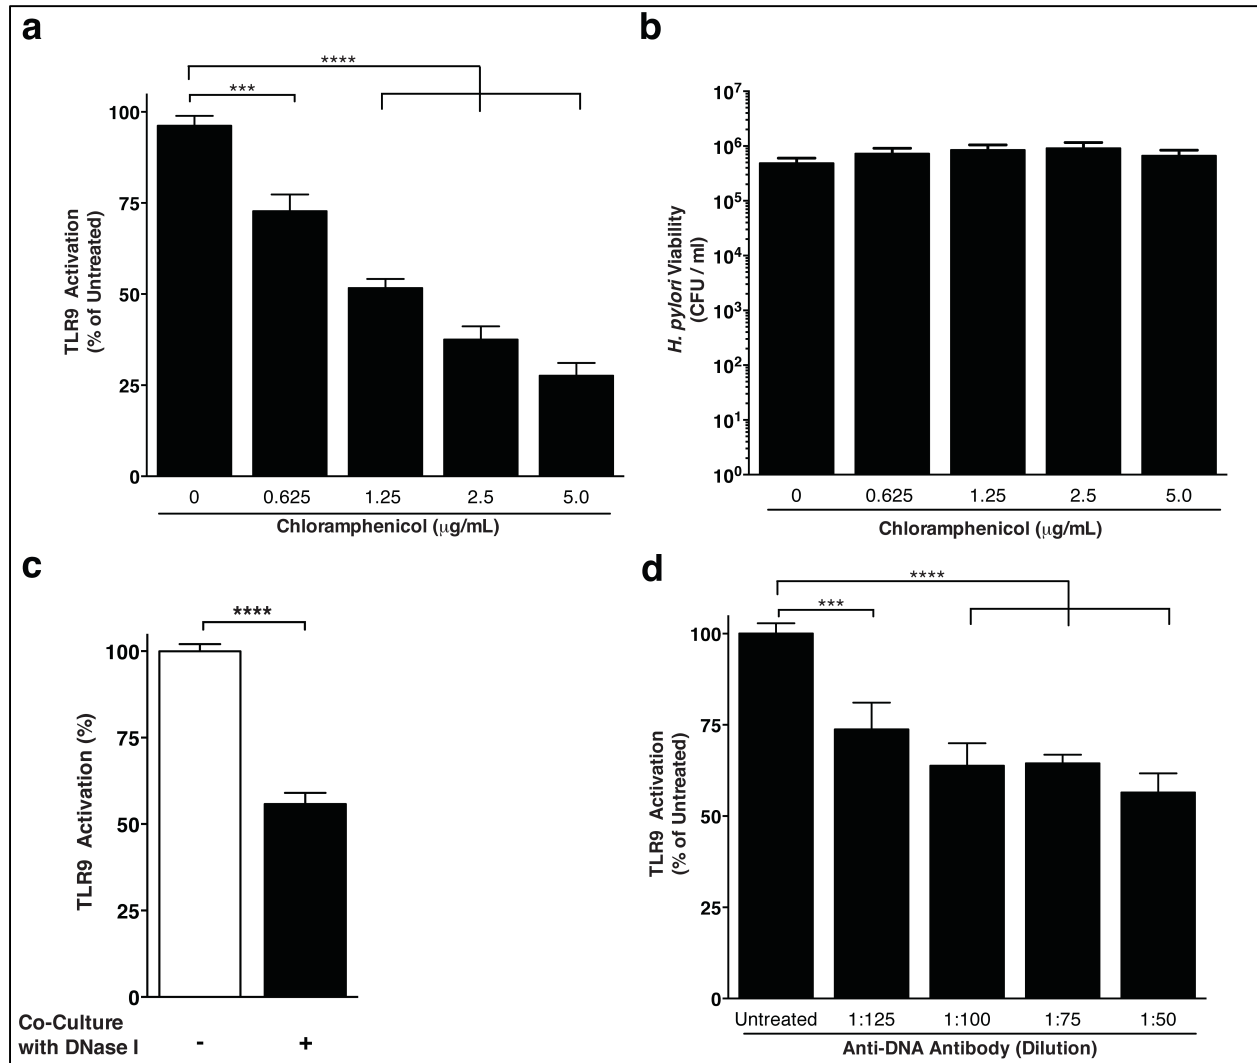 a
****
***
100
75
50
25
0
TLR9 Activation
(% of Untreated)
0 0.625 1.25 2.5 5.0
Chloramphenicol (μg/mL)
b
10⁷
10⁶
10⁵
10⁴
10³
10²
10¹
10⁰
H. pylori Viability
(CFU / ml)
0 0.625 1.25 2.5 5.0
Chloramphenicol (μg/mL)
c
****
100
75
50
25
0
TLR9 Activation (%)
Co-Culture
with DNase I - +
d
****
***
100
75
50
25
0
TLR9 Activation
(% of Untreated)
Untreated 1:125 1:100 1:75 1:50
Anti-DNA Antibody (Dilution)